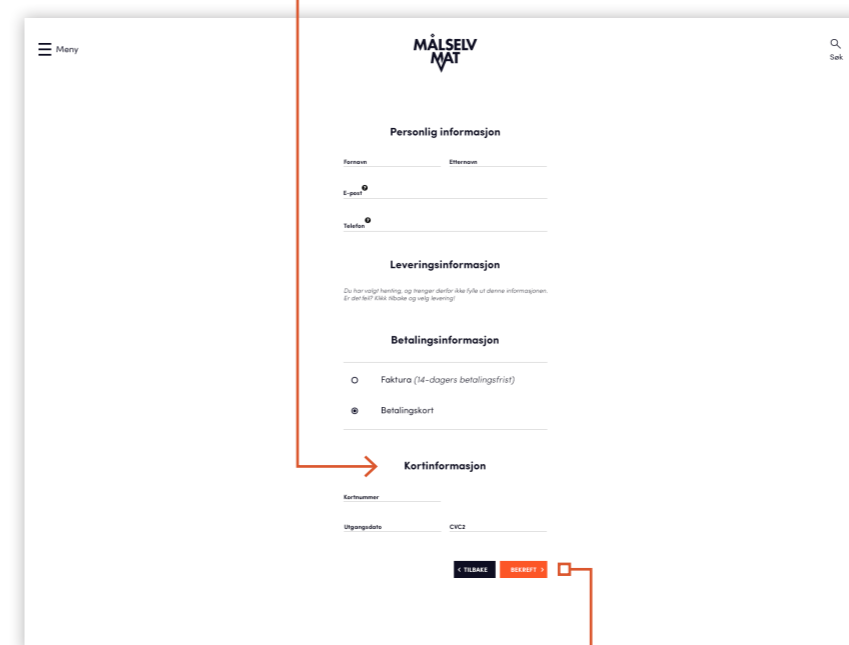 Meny
MÅLSELV
MAT
Søk
Personlig informasjon
Fornavn
Etternavn
E-post
Telefon
Leveringsinformasjon
Du har valgt henting, og trenger derfor ikke fylle ut denne informasjonen.
Er det feil? Klikk tilbake og velg levering!
Betalingsinformasjon
Faktura (14-dagers betalingsfrist)
Betalingskort
Kortinformasjon
Kortnummer
Utgangsdato
CVC2
< TILBAKE
BEKREFT >